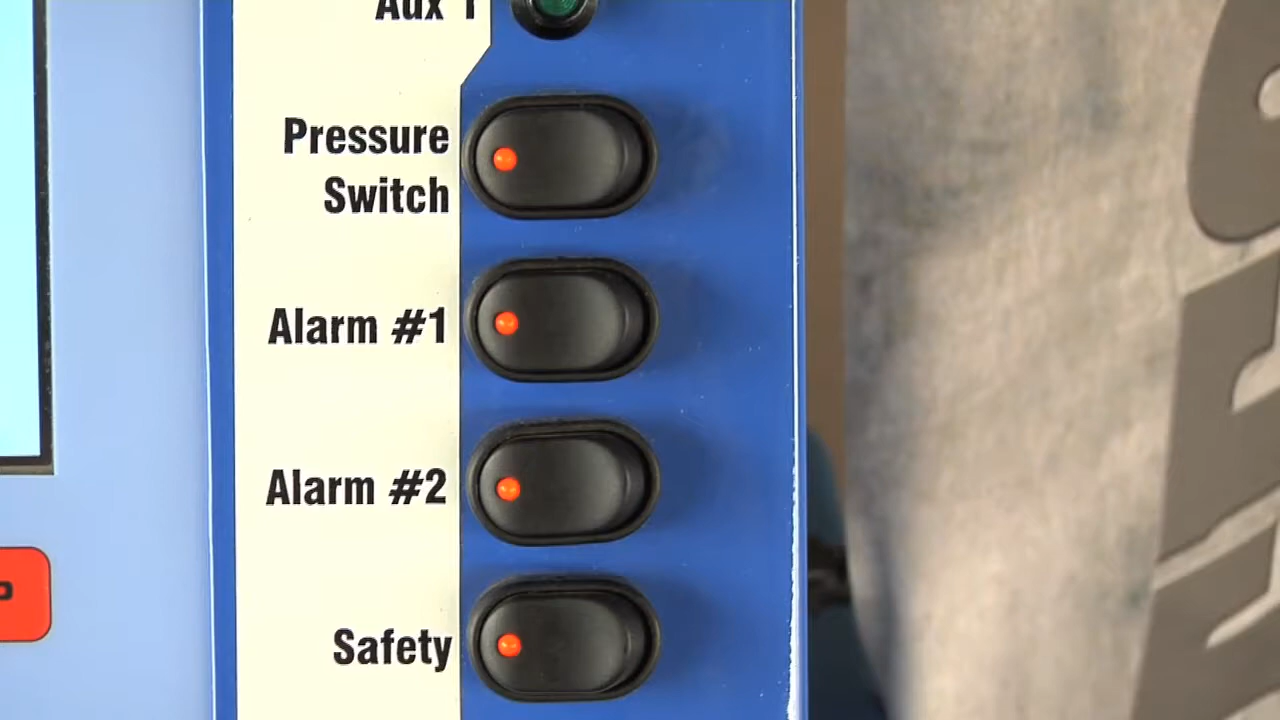 Aux 1
Pressure
Switch
Alarm #1
Alarm #2
Safety